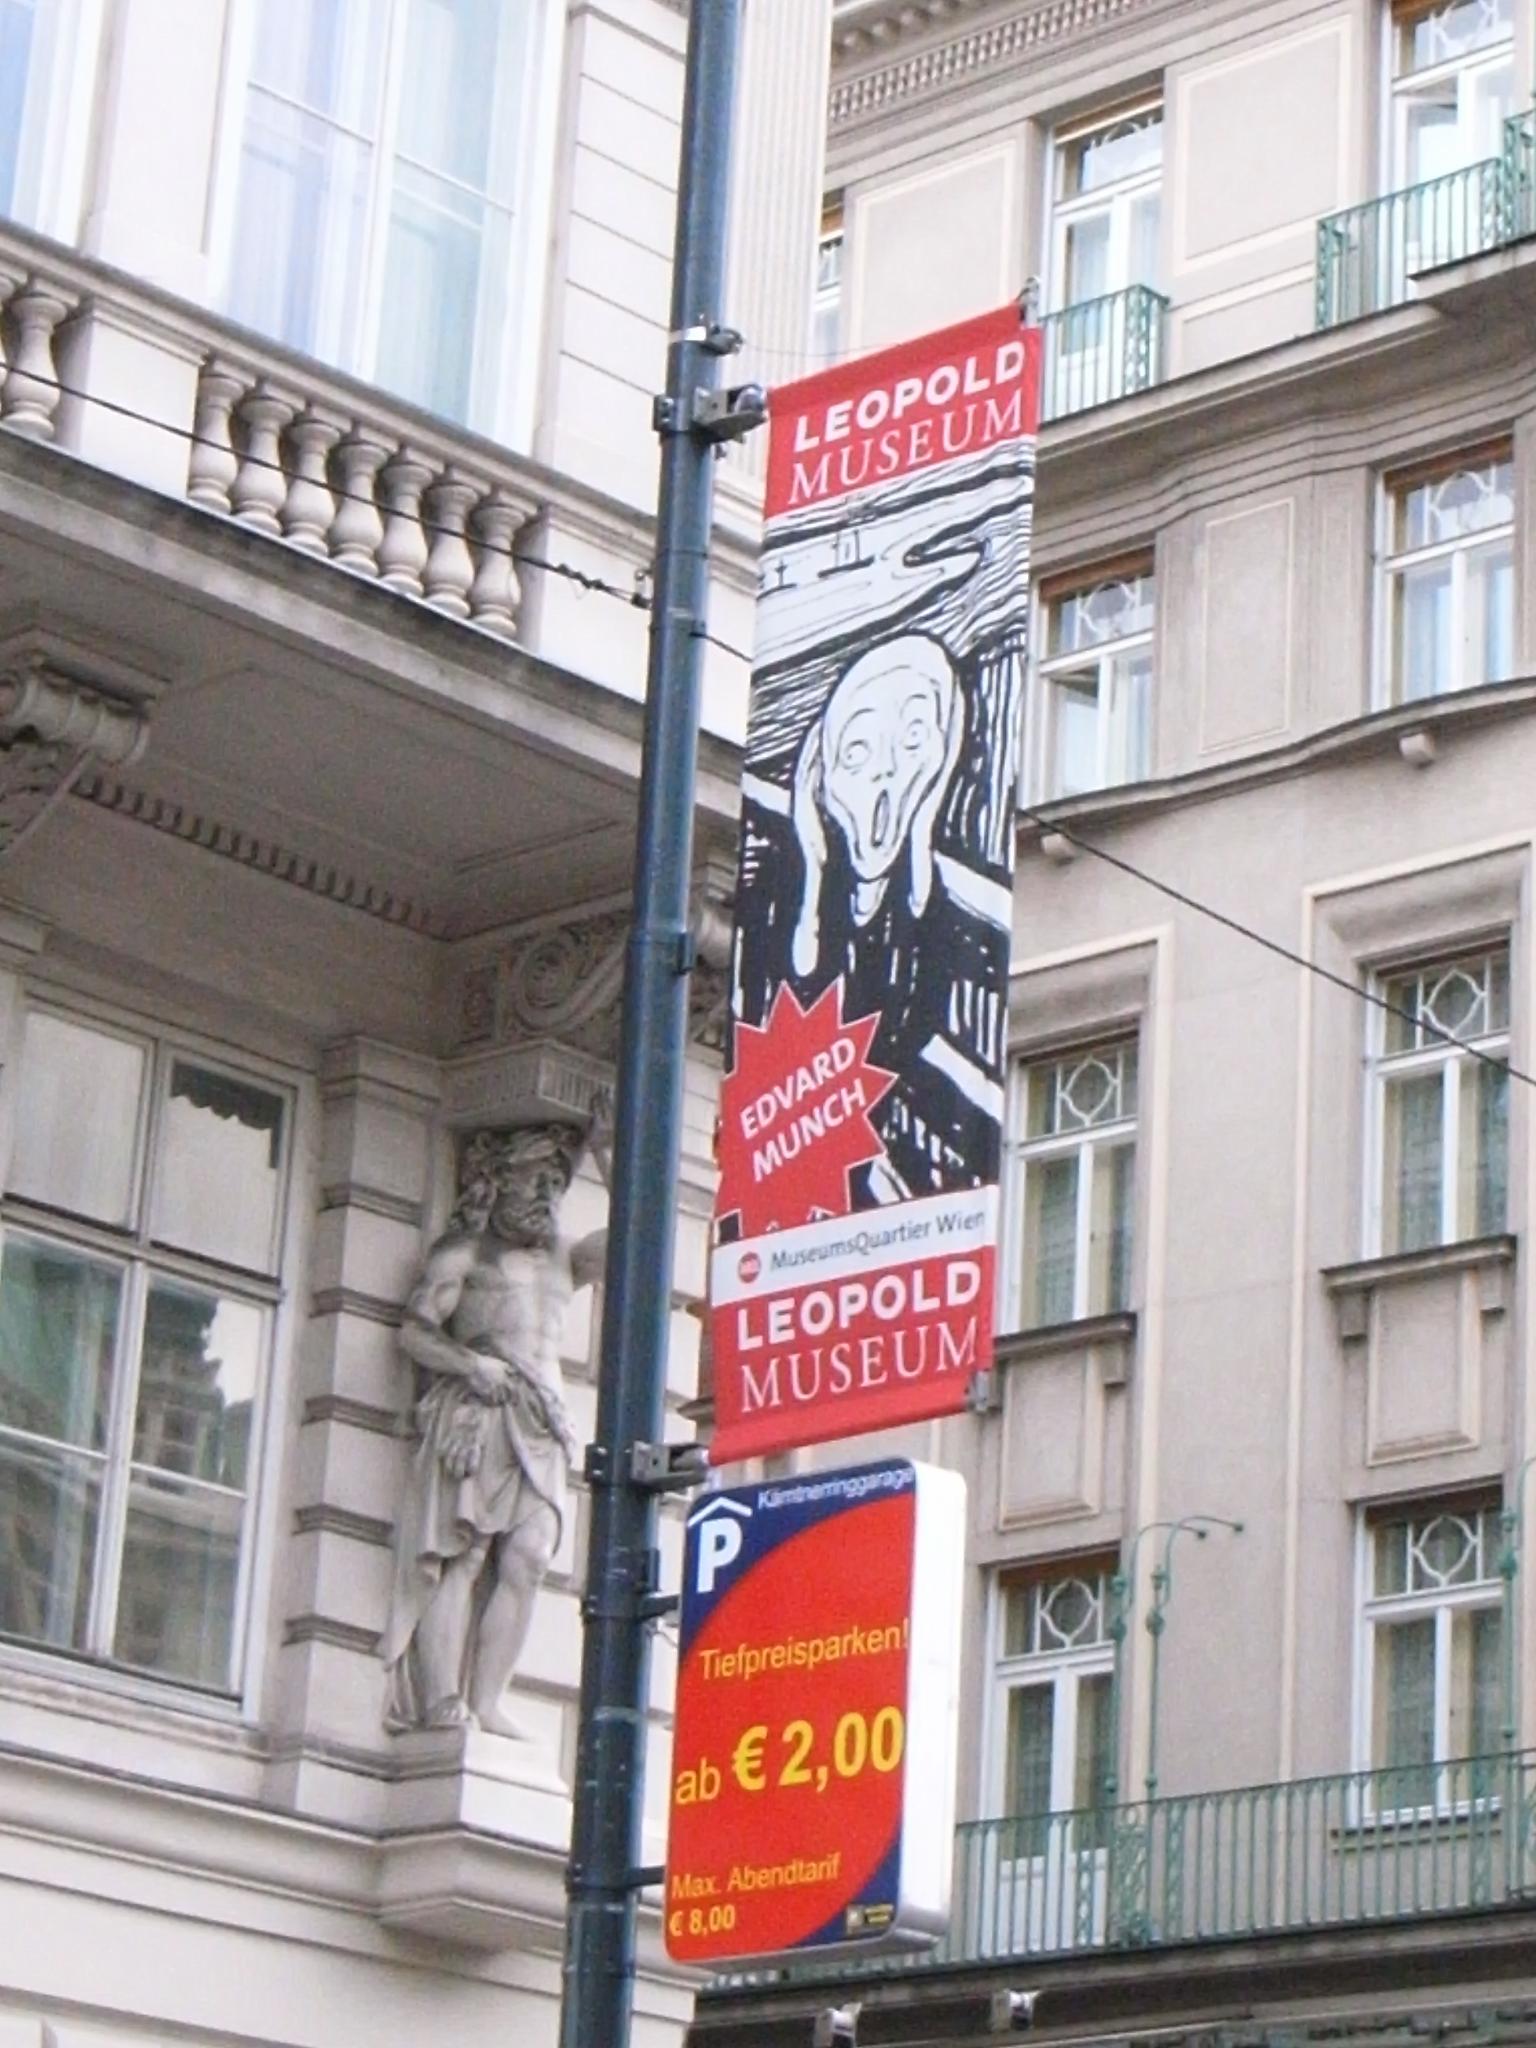 LEOPOLD
MUSEUM
EDVARD
MUNCH
MuseumsQuartier Wien
LEOPOLD
MUSEUM
Kärntnerringgarage
P
Tiefpreisparken!
ab € 2,00
Max. Abendtarif
€ 8,00